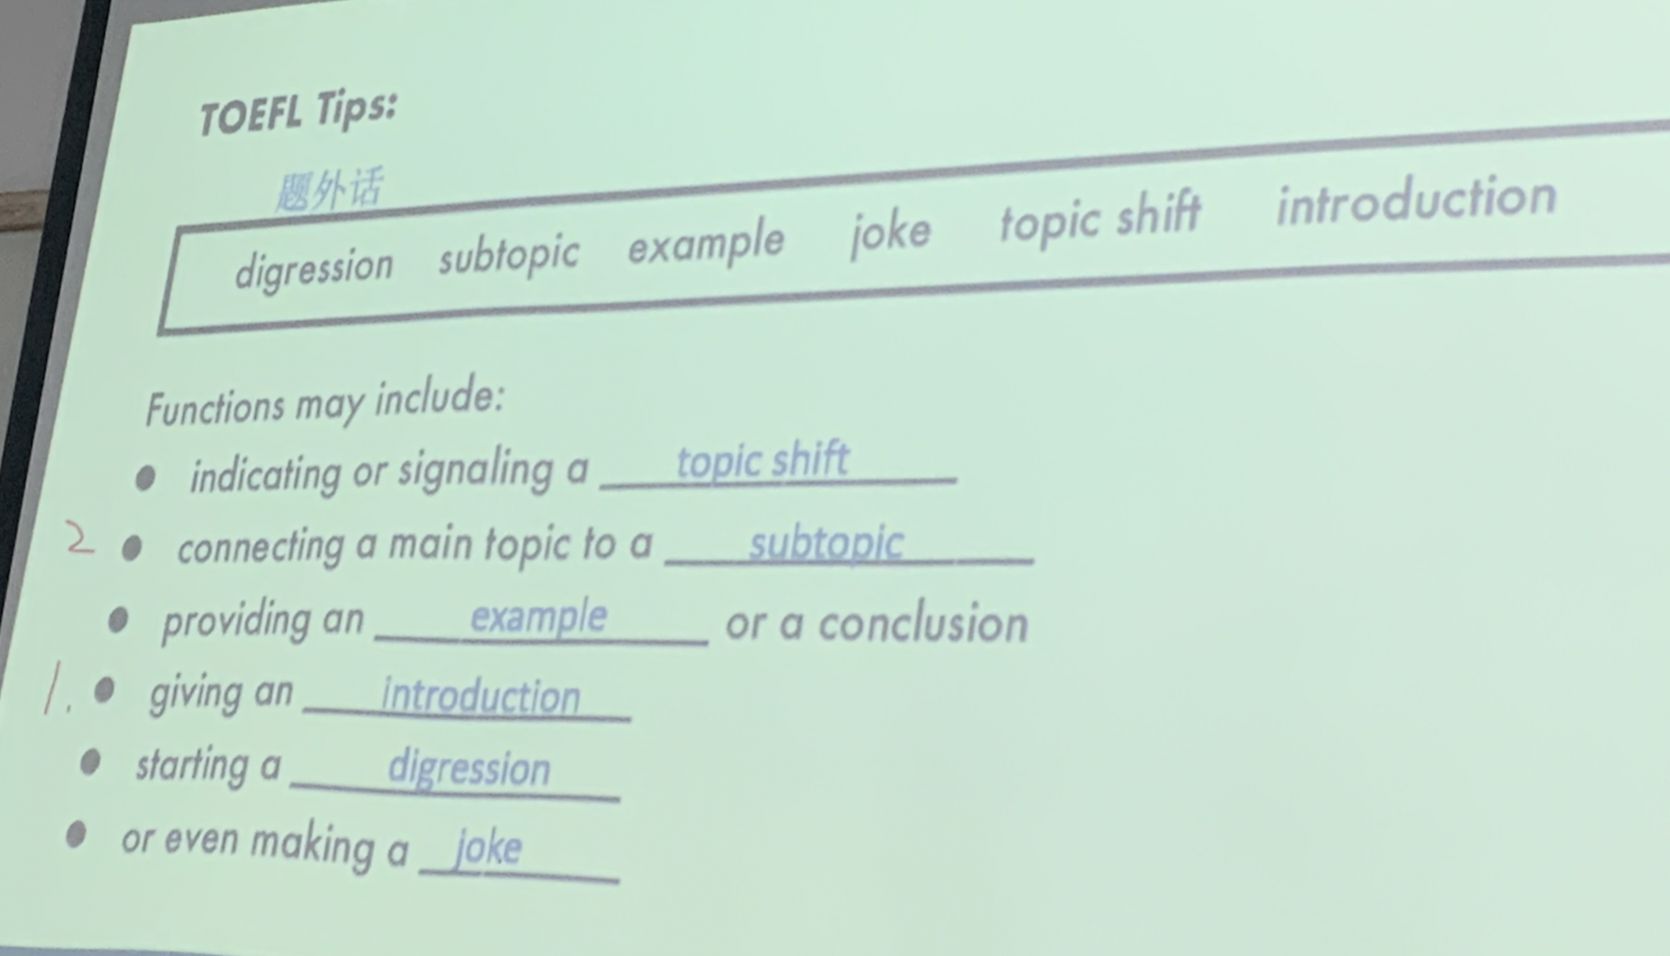 TOEFL Tips:
题外话
digression subtopic example joke topic shift introduction
Functions may include:
● indicating or signaling a topic shift
2 ● connecting a main topic to a subtopic
● providing an example or a conclusion
1. ● giving an introduction
● starting a digression
● or even making a joke